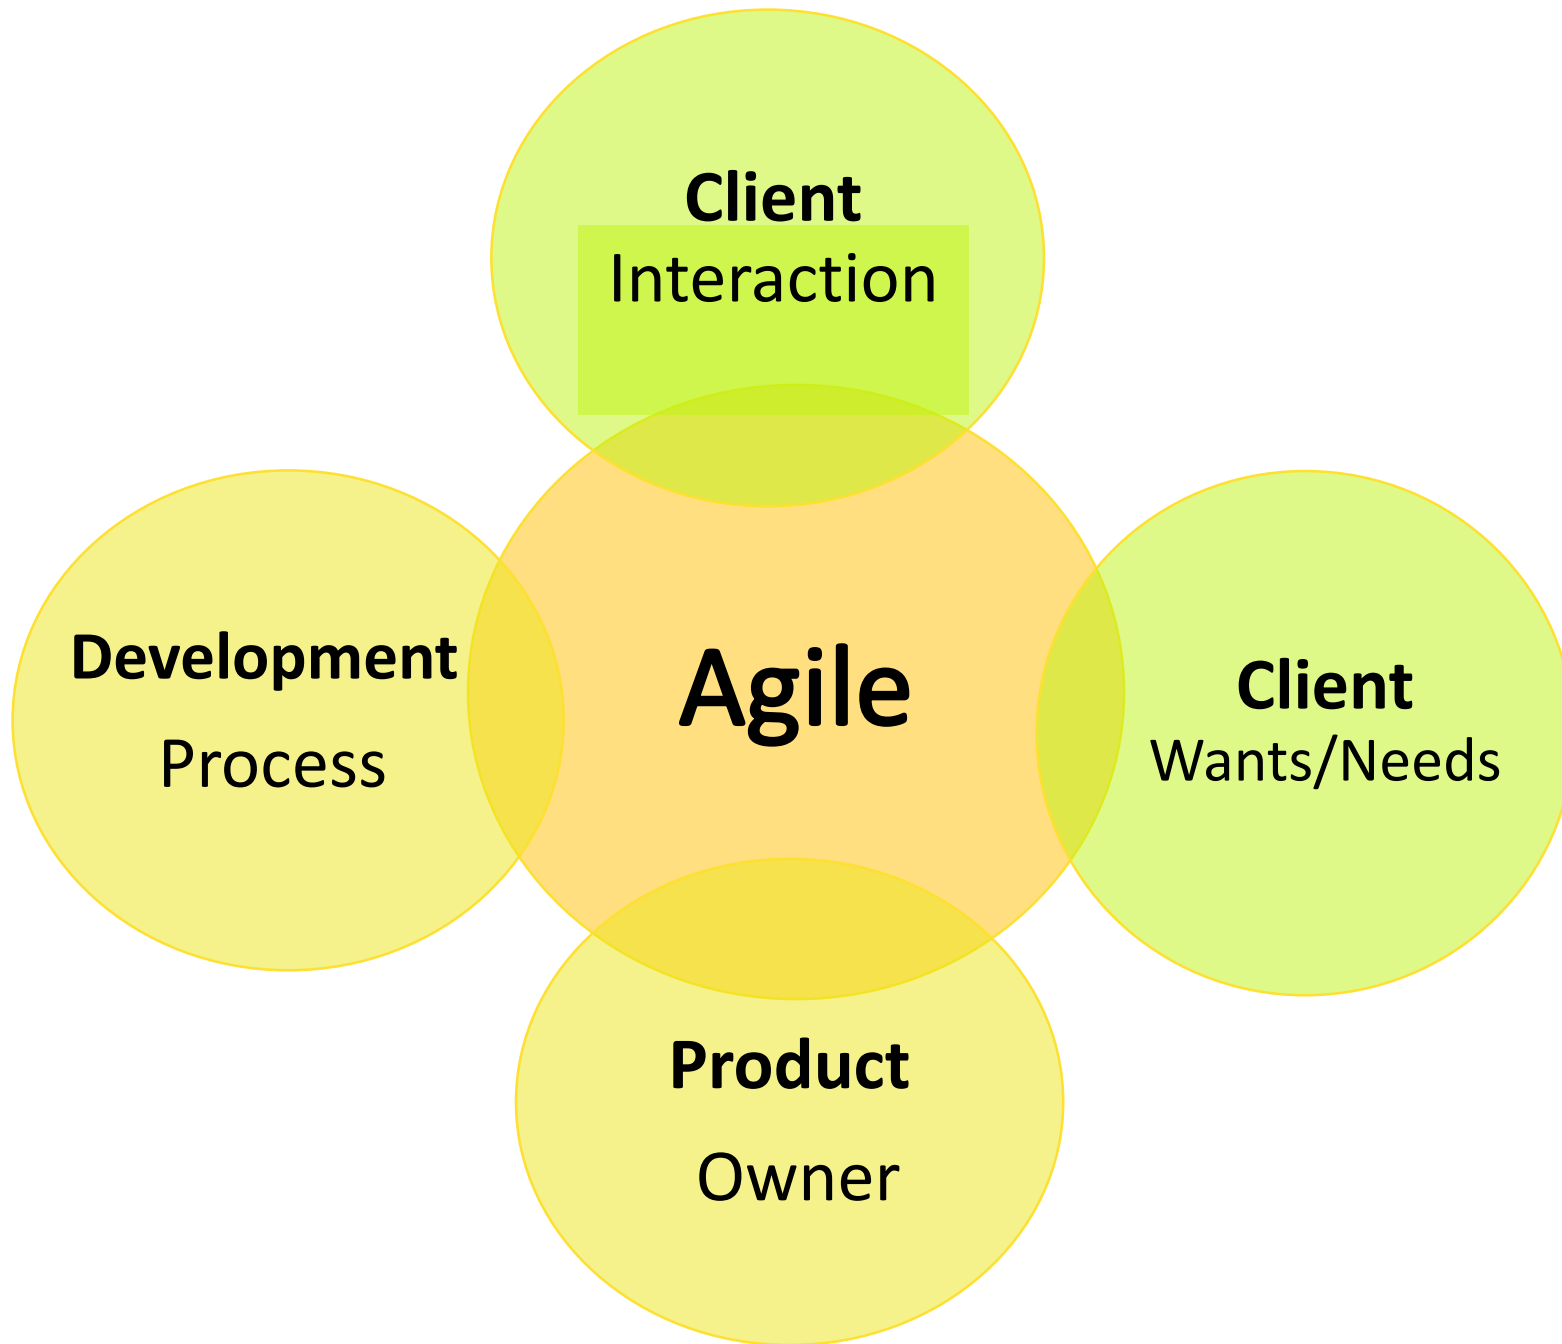 Client
Interaction
Development
Process
Agile
Client
Wants/Needs
Product
Owner